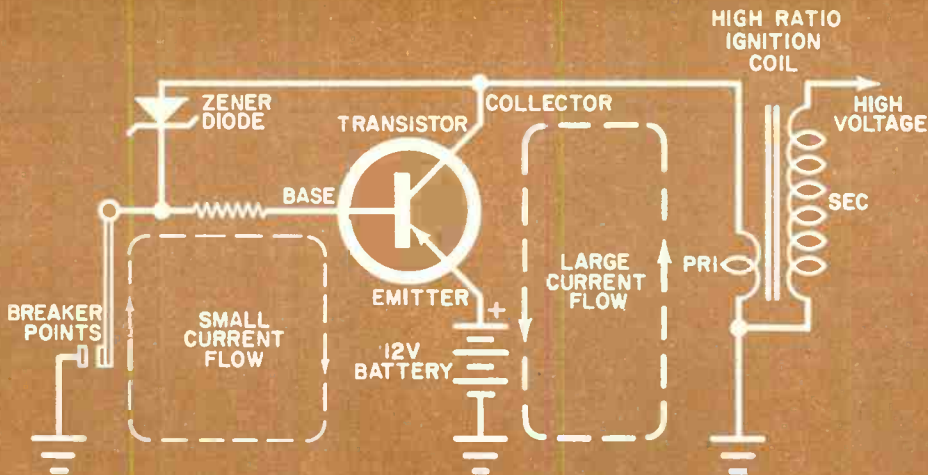 HIGH RATIO
IGNITION
COIL
ZENER
DIODE
TRANSISTOR
COLLECTOR
HIGH
VOLTAGE
BASE
SEC
LARGE
CURRENT
FLOW
PRI
EMITTER
BREAKER
POINTS
SMALL
CURRENT
FLOW
+
12V
BATTERY